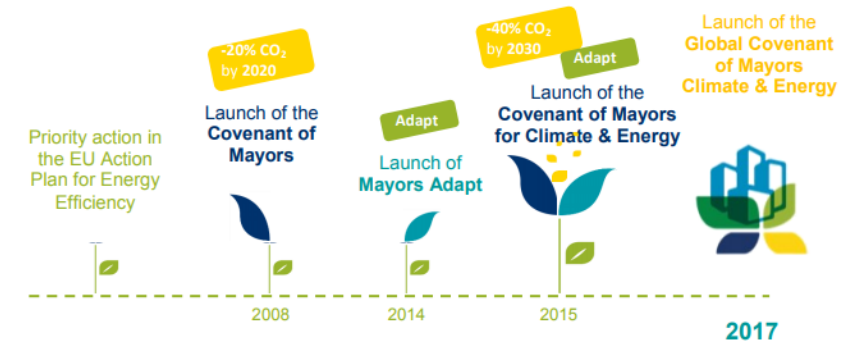 Priority action in
the EU Action
Plan for Energy
Efficiency
-20% CO₂
by 2020
Launch of the
Covenant of
Mayors
2008
Adapt
Launch of
Mayors Adapt
2014
-40% CO₂
by 2030
Adapt
Launch of the
Covenant of Mayors
for Climate & Energy
2015
Launch of the
Global Covenant
of Mayors
Climate & Energy
2017